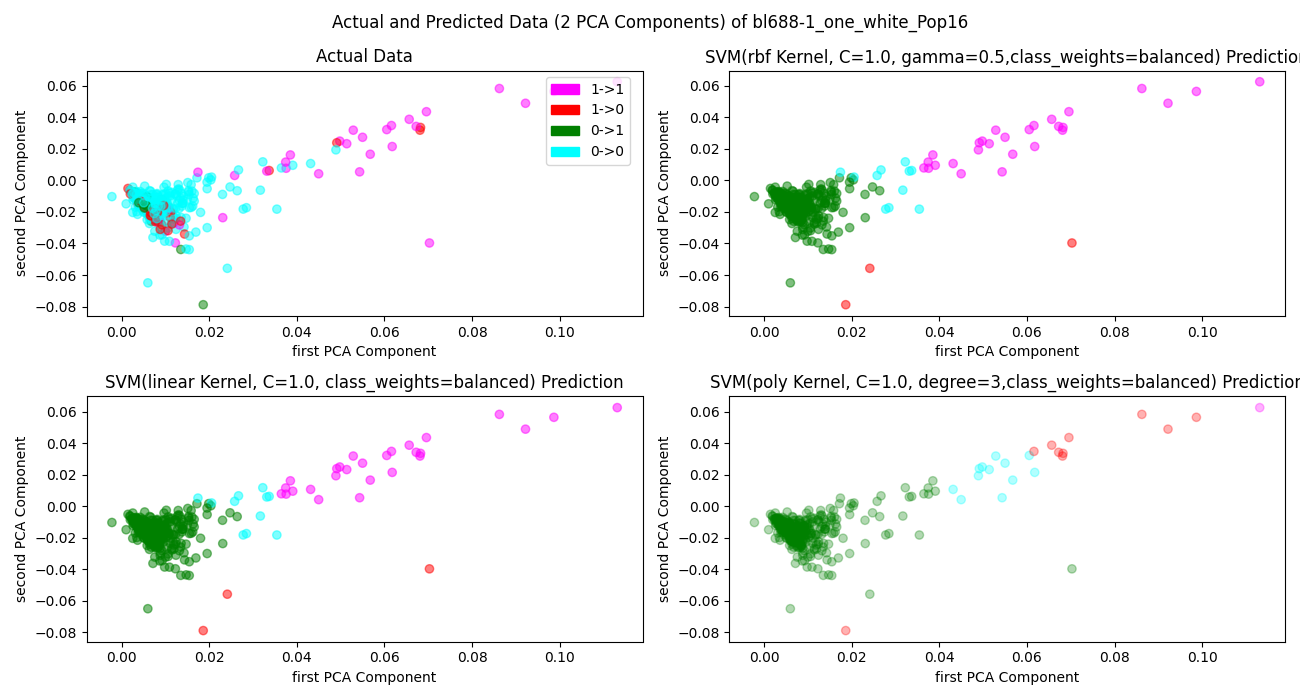 Actual and Predicted Data (2 PCA Components) of bl688-1_one_white_Pop16
Actual Data
0.06
0.04
0.02
0.00
−0.02
−0.04
−0.06
−0.08
second PCA Component
0.00 0.02 0.04 0.06 0.08 0.10
first PCA Component
1->1
1->0
0->1
0->0
SVM(rbf Kernel, C=1.0, gamma=0.5,class_weights=balanced) Prediction
0.06
0.04
0.02
0.00
−0.02
−0.04
−0.06
−0.08
second PCA Component
0.00 0.02 0.04 0.06 0.08 0.10
first PCA Component
SVM(linear Kernel, C=1.0, class_weights=balanced) Prediction
0.06
0.04
0.02
0.00
−0.02
−0.04
−0.06
−0.08
second PCA Component
0.00 0.02 0.04 0.06 0.08 0.10
first PCA Component
SVM(poly Kernel, C=1.0, degree=3,class_weights=balanced) Prediction
0.06
0.04
0.02
0.00
−0.02
−0.04
−0.06
−0.08
second PCA Component
0.00 0.02 0.04 0.06 0.08 0.10
first PCA Component